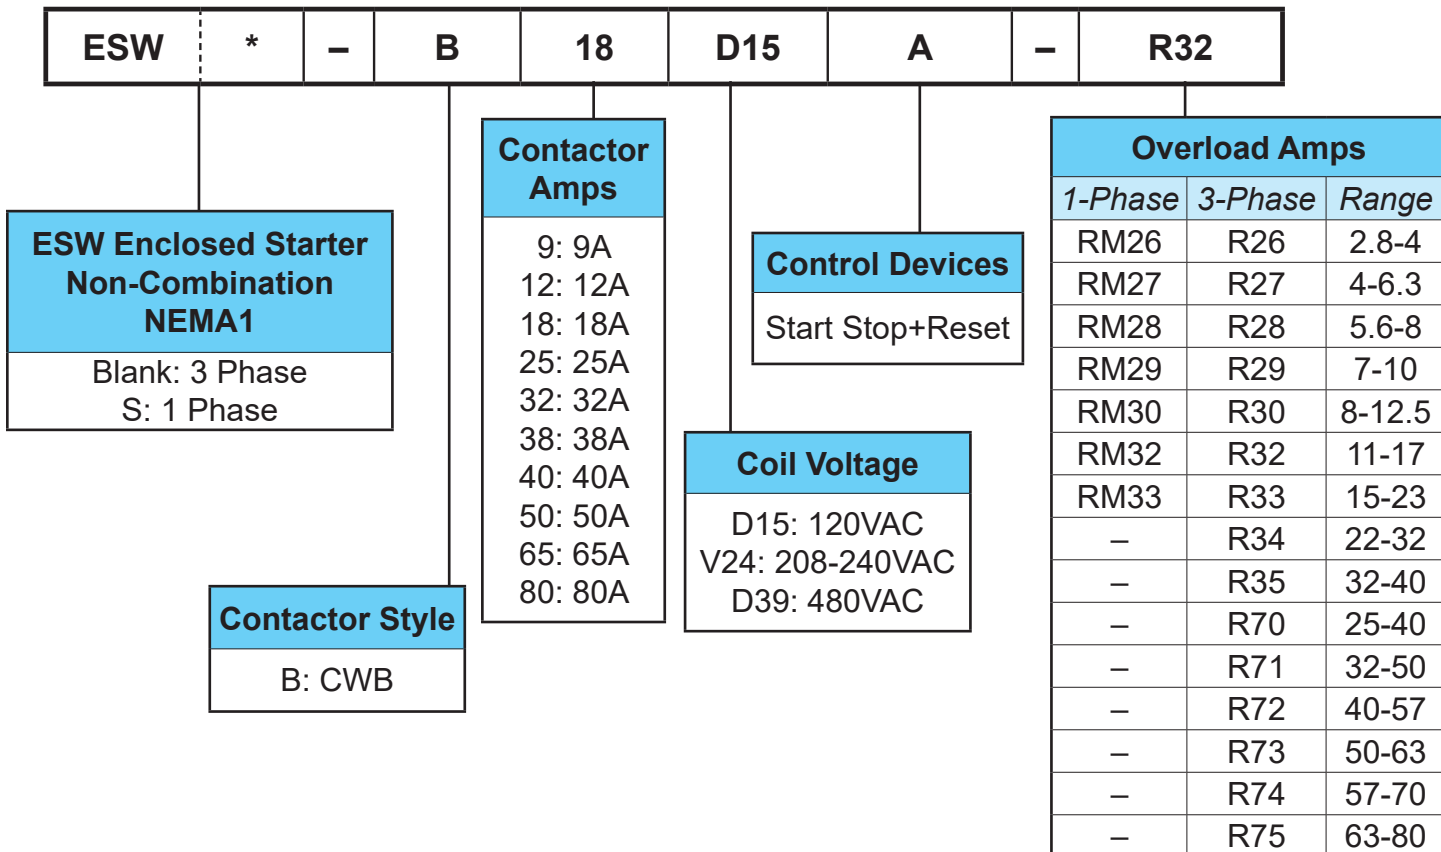 ESW * – B 18 D15 A – R32
ESW Enclosed Starter
Non-Combination
NEMA1
Blank: 3 Phase
S: 1 Phase
Contactor Style
B: CWB
Contactor
Amps
9: 9A
12: 12A
18: 18A
25: 25A
32: 32A
38: 38A
40: 40A
50: 50A
65: 65A
80: 80A
Coil Voltage
D15: 120VAC
V24: 208-240VAC
D39: 480VAC
Control Devices
Start Stop+Reset
Overload Amps
1-Phase 3-Phase Range
RM26 R26 2.8-4
RM27 R27 4-6.3
RM28 R28 5.6-8
RM29 R29 7-10
RM30 R30 8-12.5
RM32 R32 11-17
RM33 R33 15-23
– R34 22-32
– R35 32-40
– R70 25-40
– R71 32-50
– R72 40-57
– R73 50-63
– R74 57-70
– R75 63-80